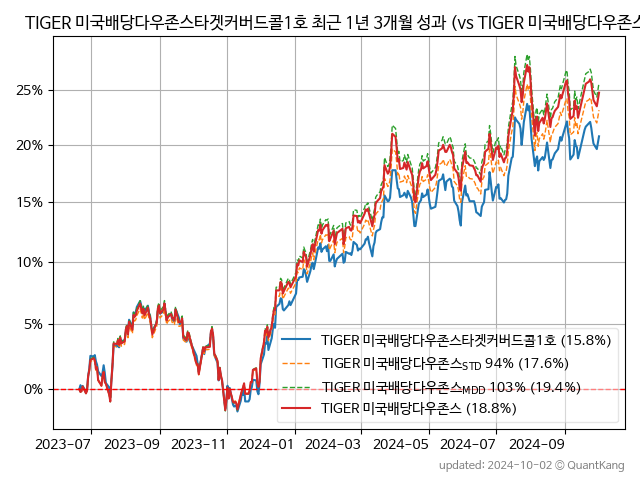 TIGER 미국배당다우존스타겟커버드콜1호 최근 1년 3개월 성과 (vs TIGER 미국배당다우존스
25%
20%
15%
10%
5%
0%
TIGER 미국배당다우존스타겟커버드콜1호 (15.8%)
TIGER 미국배당다우존스STD 94% (17.6%)
TIGER 미국배당다우존스MDD 103% (19.4%)
TIGER 미국배당다우존스 (18.8%)
2023-07 2023-09 2023-11 2024-01 2024-03 2024-05 2024-07 2024-09
updated: 2024-10-02 © QuantKang